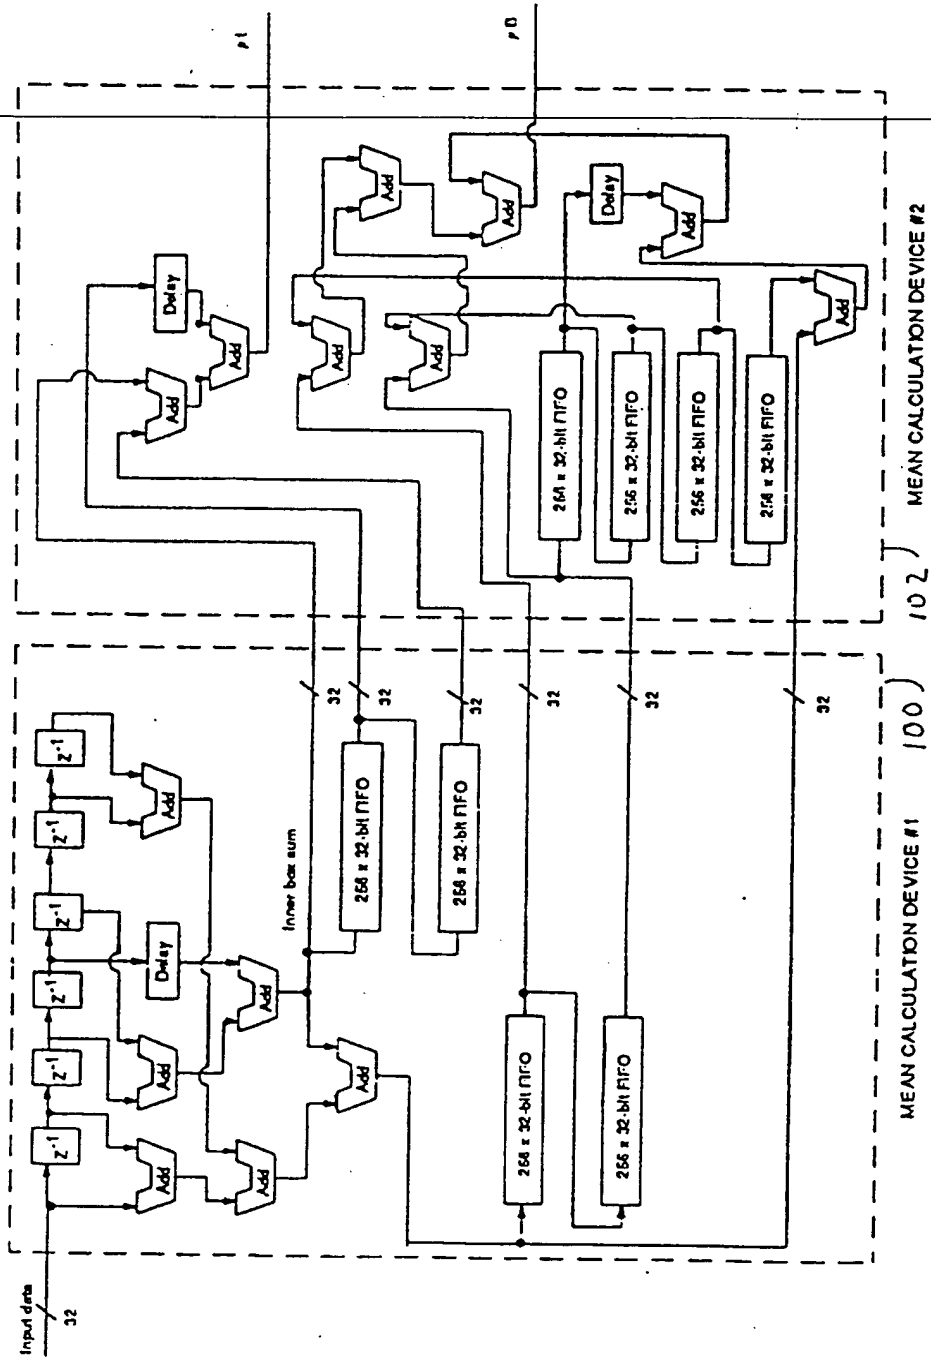 Input data
32
Z-1
Z-1
Z-1
Z-1
Z-1
Z-1
Add
Add
Add
Delay
Add
Add
Add
Inner box sum
256 x 32-bit FIFO
256 x 32-bit FIFO
256 x 32-bit FIFO
256 x 32-bit FIFO
32
32
32
32
32
32
MEAN CALCULATION DEVICE #1
100
Add
Delay
Add
Add
Add
Add
Add
Delay
Add
Add
256 x 32-bit FIFO
256 x 32-bit FIFO
256 x 32-bit FIFO
256 x 32-bit FIFO
MEAN CALCULATION DEVICE #2
102